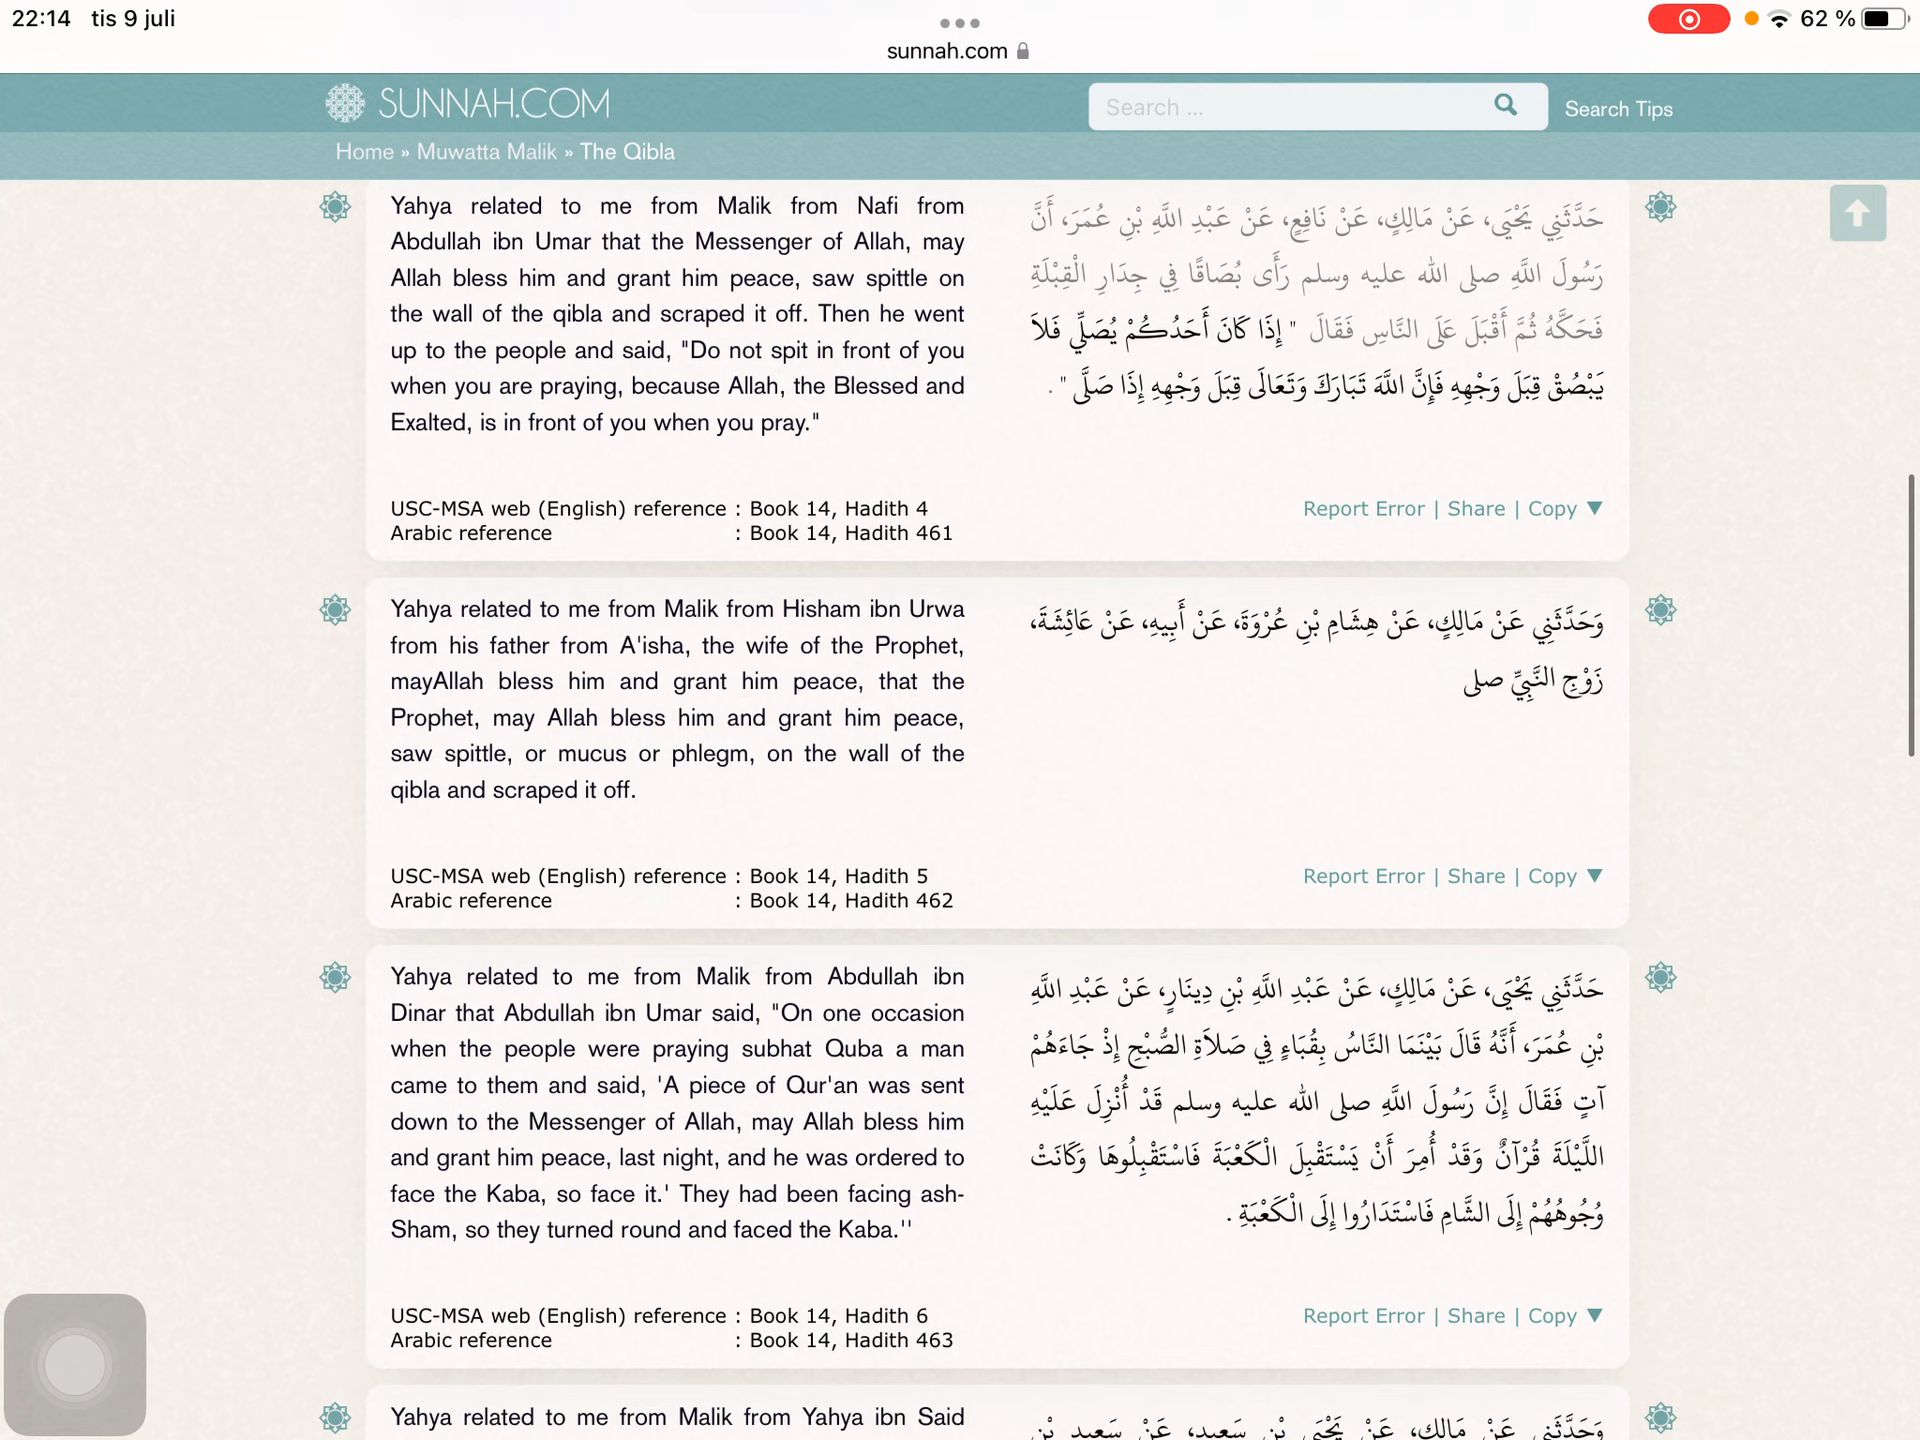 22:14 tis 9 juli
62 %
sunnah.com
SUNNAH.COM
Search ...
Search Tips
Home » Muwatta Malik » The Qibla
Yahya related to me from Malik from Nafi from
Abdullah ibn Umar that the Messenger of Allah, may
Allah bless him and grant him peace, saw spittle on
the wall of the qibla and scraped it off. Then he went
up to the people and said, "Do not spit in front of you
when you are praying, because Allah, the Blessed and
Exalted, is in front of you when you pray."
حَدَّثَنِي يَحْيَى، عَنْ مَالِكٍ، عَنْ نَافِعٍ، عَنْ عَبْدِ اللَّهِ بْنِ عُمَرَ، أَنَّ
رَسُولَ اللَّهِ صلى الله عليه وسلم رَأَى بُصَاقًا فِي جِدَارِ الْقِبْلَةِ
فَحَكَّهُ ثُمَّ أَقْبَلَ عَلَى النَّاسِ فَقَالَ " إِذَا كَانَ أَحَدُكُمْ يُصَلِّي فَلاَ
يَبْصُقْ قِبَلَ وَجْهِهِ فَإِنَّ اللَّهَ تَبَارَكَ وَتَعَالَى قِبَلَ وَجْهِهِ إِذَا صَلَّى " .
USC-MSA web (English) reference : Book 14, Hadith 4
Arabic reference : Book 14, Hadith 461
Report Error | Share | Copy ▼
Yahya related to me from Malik from Hisham ibn Urwa
from his father from A'isha, the wife of the Prophet,
mayAllah bless him and grant him peace, that the
Prophet, may Allah bless him and grant him peace,
saw spittle, or mucus or phlegm, on the wall of the
qibla and scraped it off.
وَحَدَّثَنِي عَنْ مَالِكٍ، عَنْ هِشَامِ بْنِ عُرْوَةَ، عَنْ أَبِيهِ، عَنْ عَائِشَةَ،
زَوْجِ النَّبِيِّ صلى
USC-MSA web (English) reference : Book 14, Hadith 5
Arabic reference : Book 14, Hadith 462
Report Error | Share | Copy ▼
Yahya related to me from Malik from Abdullah ibn
Dinar that Abdullah ibn Umar said, "On one occasion
when the people were praying subhat Quba a man
came to them and said, 'A piece of Qur'an was sent
down to the Messenger of Allah, may Allah bless him
and grant him peace, last night, and he was ordered to
face the Kaba, so face it.' They had been facing ash-
Sham, so they turned round and faced the Kaba.''
حَدَّثَنِي يَحْيَى، عَنْ مَالِكٍ، عَنْ عَبْدِ اللَّهِ بْنِ دِينَارٍ، عَنْ عَبْدِ اللَّهِ
بْنِ عُمَرَ، أَنَّهُ قَالَ بَيْنَمَا النَّاسُ بِقُبَاءٍ فِي صَلاَةِ الصُّبْحِ إِذْ جَاءَهُمْ
آتٍ فَقَالَ إِنَّ رَسُولَ اللَّهِ صلى الله عليه وسلم قَدْ أُنْزِلَ عَلَيْهِ
اللَّيْلَةَ قُرْآنٌ وَقَدْ أُمِرَ أَنْ يَسْتَقْبِلَ الْكَعْبَةَ فَاسْتَقْبِلُوهَا وَكَانَتْ
وُجُوهُهُمْ إِلَى الشَّامِ فَاسْتَدَارُوا إِلَى الْكَعْبَةِ .
USC-MSA web (English) reference : Book 14, Hadith 6
Arabic reference : Book 14, Hadith 463
Report Error | Share | Copy ▼
Yahya related to me from Malik from Yahya ibn Said
وَحَدَّثَنِي عَنْ مَالِكٍ، عَنْ يَحْيَى بْنِ سَعِيدٍ، عَنْ سَعِيدِ بْنِ